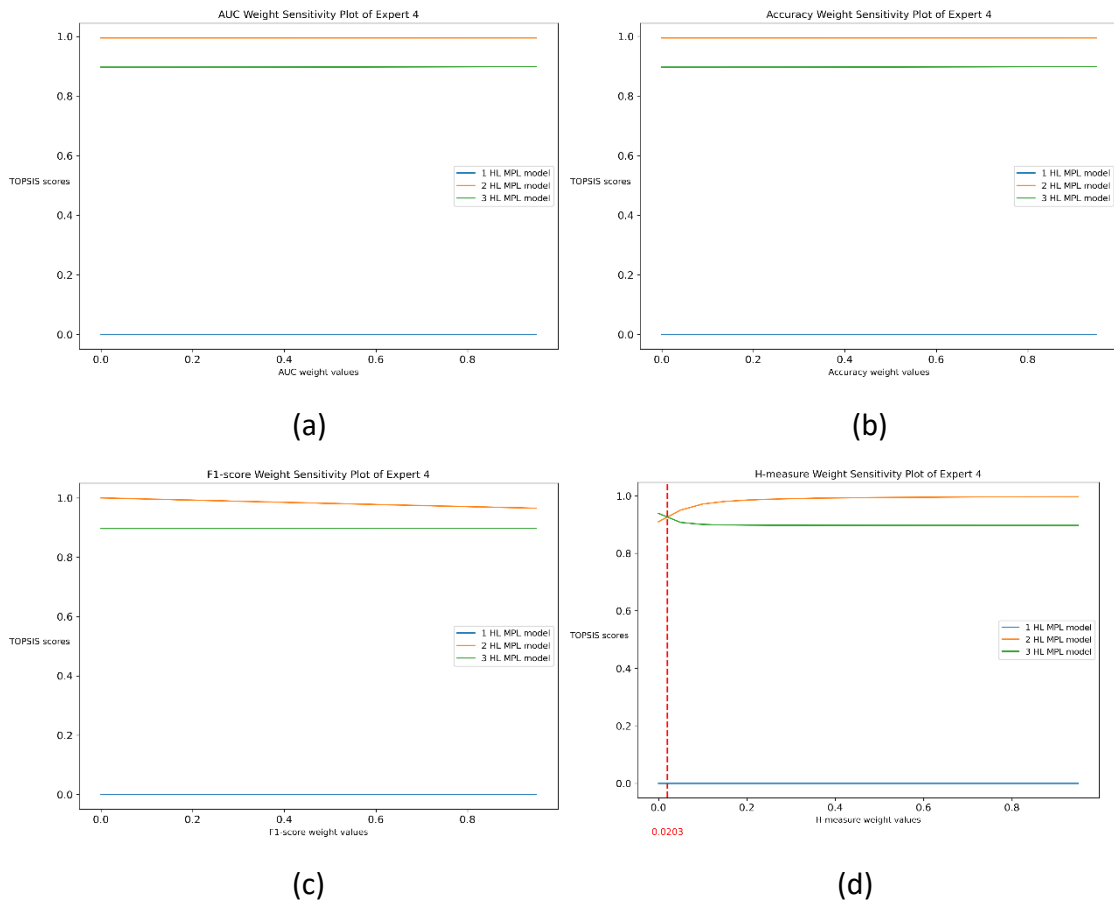 AUC Weight Sensitivity Plot of Expert 4
1.0
0.8
0.6
TOPSIS scores
0.4
0.2
0.0
1 HL MPL model
2 HL MPL model
3 HL MPL model
0.0 0.2 0.4 0.6 0.8
AUC weight values
(a)
Accuracy Weight Sensitivity Plot of Expert 4
1.0
0.8
0.6
TOPSIS scores
0.4
0.2
0.0
1 HL MPL model
2 HL MPL model
3 HL MPL model
0.0 0.2 0.4 0.6 0.8
Accuracy weight values
(b)
F1-score Weight Sensitivity Plot of Expert 4
1.0
0.8
0.6
TOPSIS scores
0.4
0.2
0.0
1 HL MPL model
2 HL MPL model
3 HL MPL model
0.0 0.2 0.4 0.6 0.8
F1-score weight values
(c)
H-measure Weight Sensitivity Plot of Expert 4
1.0
0.8
0.6
TOPSIS scores
0.4
0.2
0.0
1 HL MPL model
2 HL MPL model
3 HL MPL model
0.0 0.2 0.4 0.6 0.8
H-measure weight values
0.0203
(d)